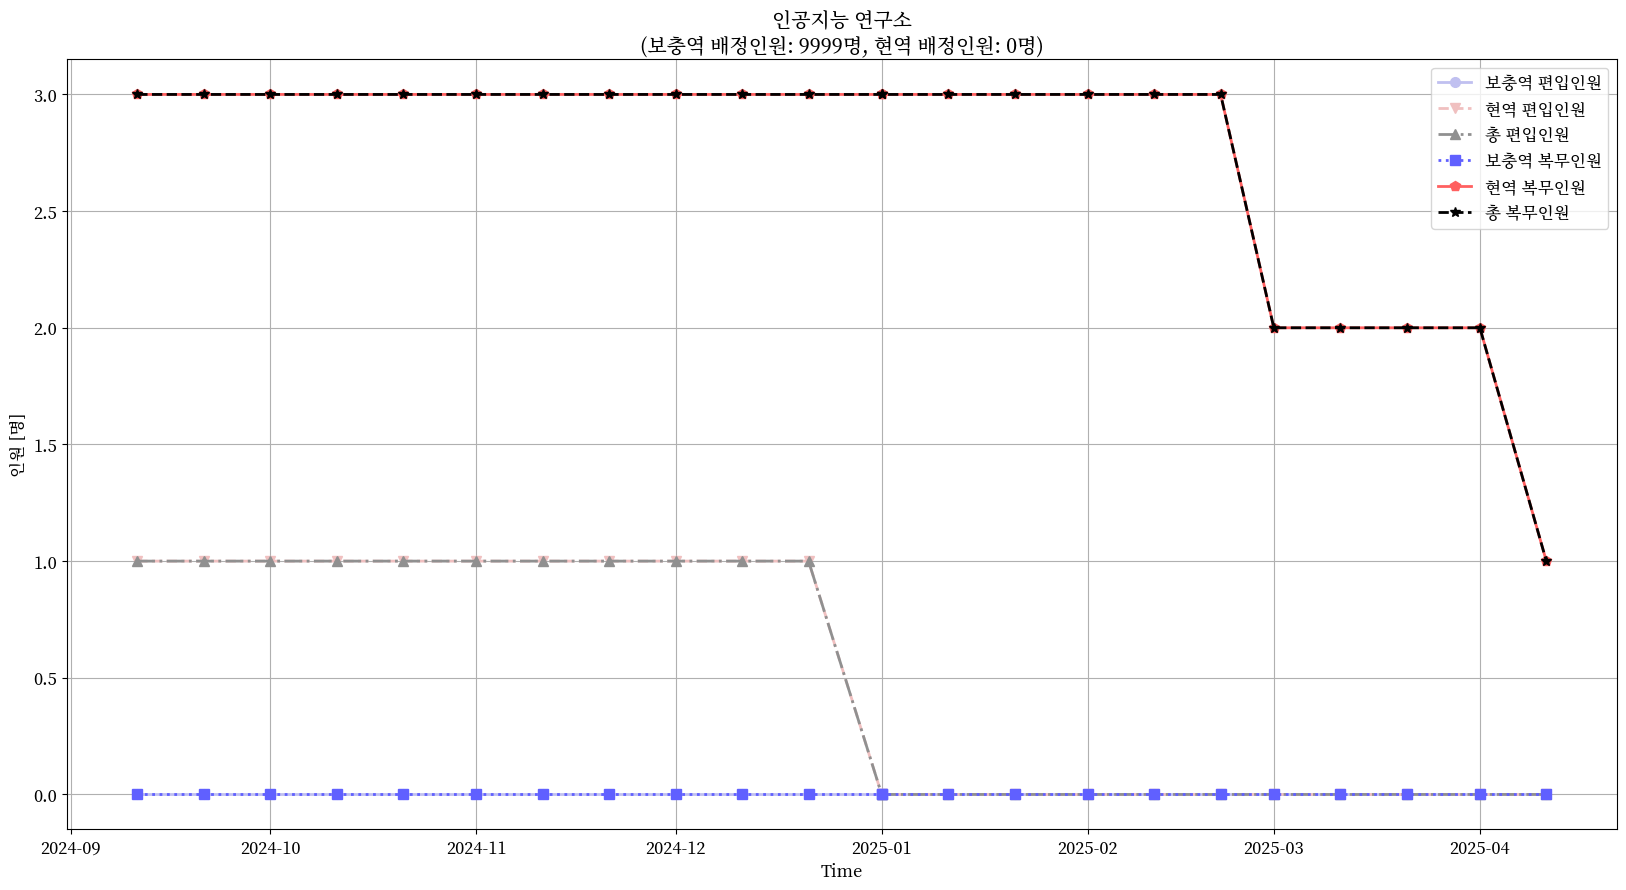 인공지능 연구소
(보충역 배정인원: 9999명, 현역 배정인원: 0명)
보충역 편입인원
현역 편입인원
총 편입인원
보충역 복무인원
현역 복무인원
총 복무인원
3.0
2.5
2.0
1.5
1.0
0.5
0.0
인원 [명]
2024-09
2024-10
2024-11
2024-12
2025-01
2025-02
2025-03
2025-04
Time